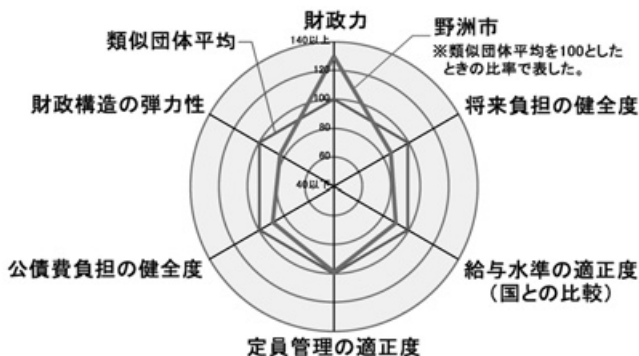 財政力
140以上
類似団体平均
野洲市
※類似団体平均を100とした
ときの比率で表した。
120
財政構造の弾力性
100
将来負担の健全度
80
60
40以下
公債費負担の健全度
給与水準の適正度
(国との比較)
定員管理の適正度